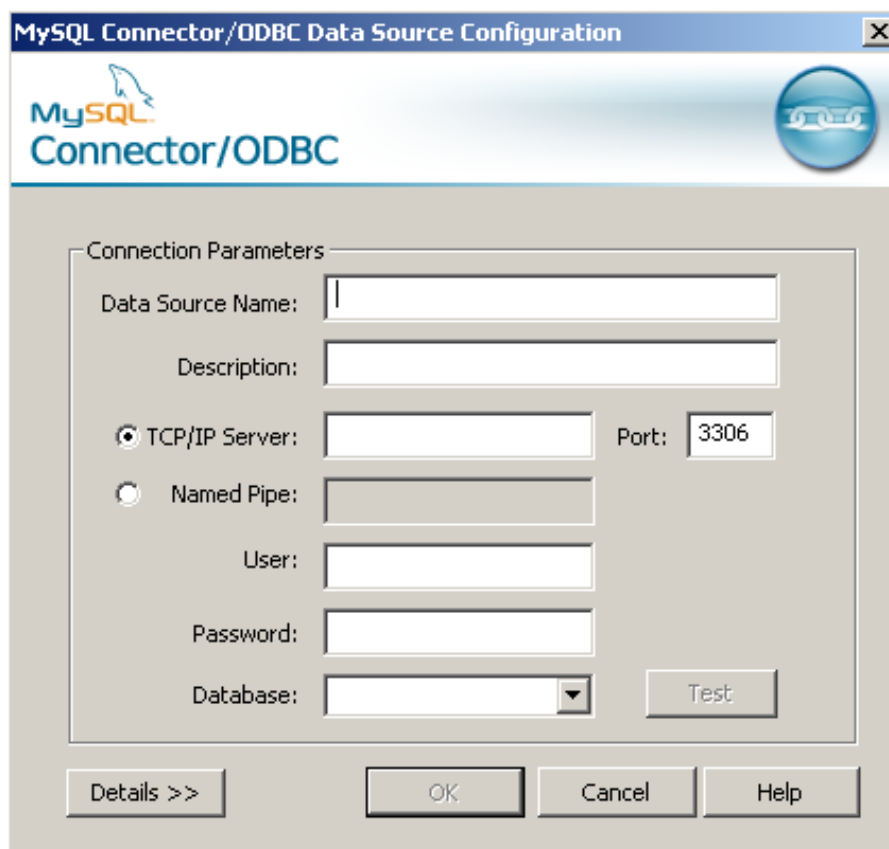 MySQL Connector/ODBC Data Source Configuration
MySQL
Connector/ODBC
Connection Parameters
Data Source Name:
Description:
TCP/IP Server: Port: 3306
Named Pipe:
User:
Password:
Database: Test
Details >> OK Cancel Help